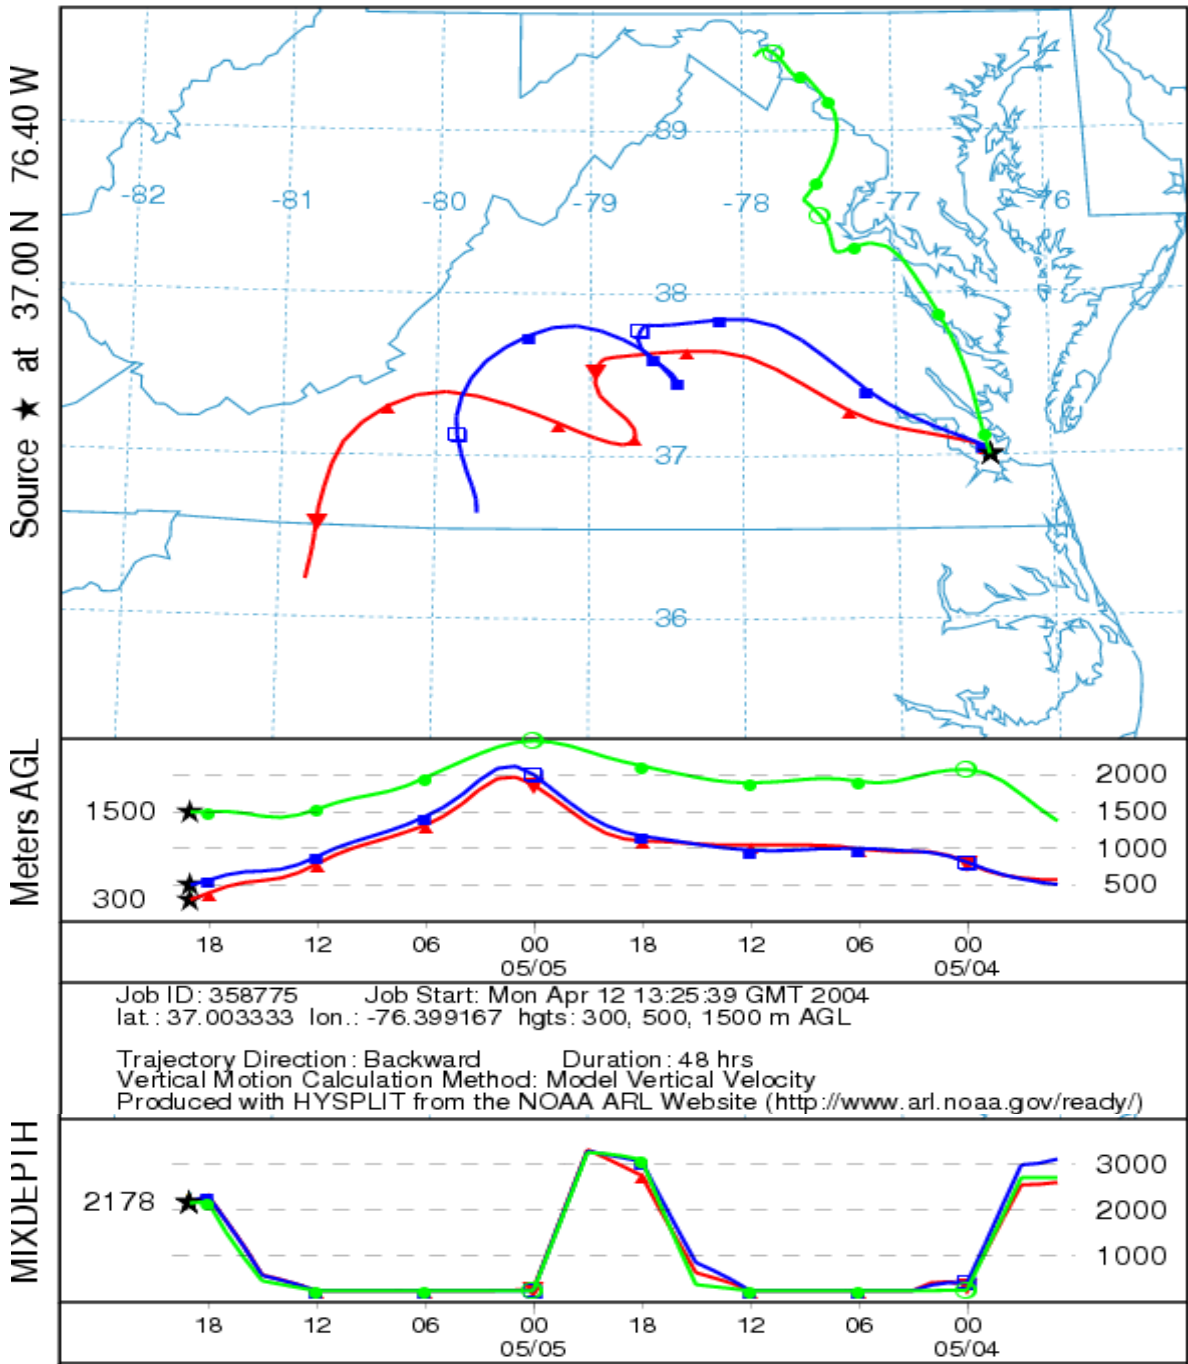 Source ★ at 37.00 N 76.40 W
39
-82 -81 -80 -79 -78 -77 -76
38
37
36
Meters AGL
2000
1500 1500
1000
500
300
18 12 06 00 18 12 06 00
05/05 05/04
Job ID: 358775 Job Start: Mon Apr 12 13:25:39 GMT 2004
lat.: 37.003333 lon.: -76.399167 hgts: 300, 500, 1500 m AGL
Trajectory Direction: Backward Duration: 48 hrs
Vertical Motion Calculation Method: Model Vertical Velocity
Produced with HYSPLIT from the NOAA ARL Website (http://www.arl.noaa.gov/ready/)
MIXDEPTH
3000
2178 2000
1000
18 12 06 00 18 12 06 00
05/05 05/04